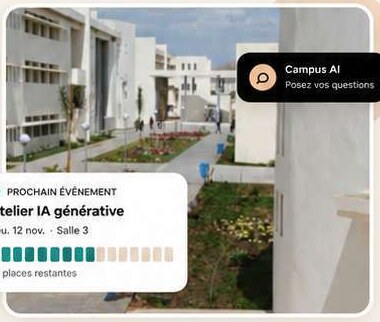 Campus AI
Posez vos questions
PROCHAIN ÉVÉNEMENT
telier IA générative
u. 12 nov. · Salle 3
places restantes